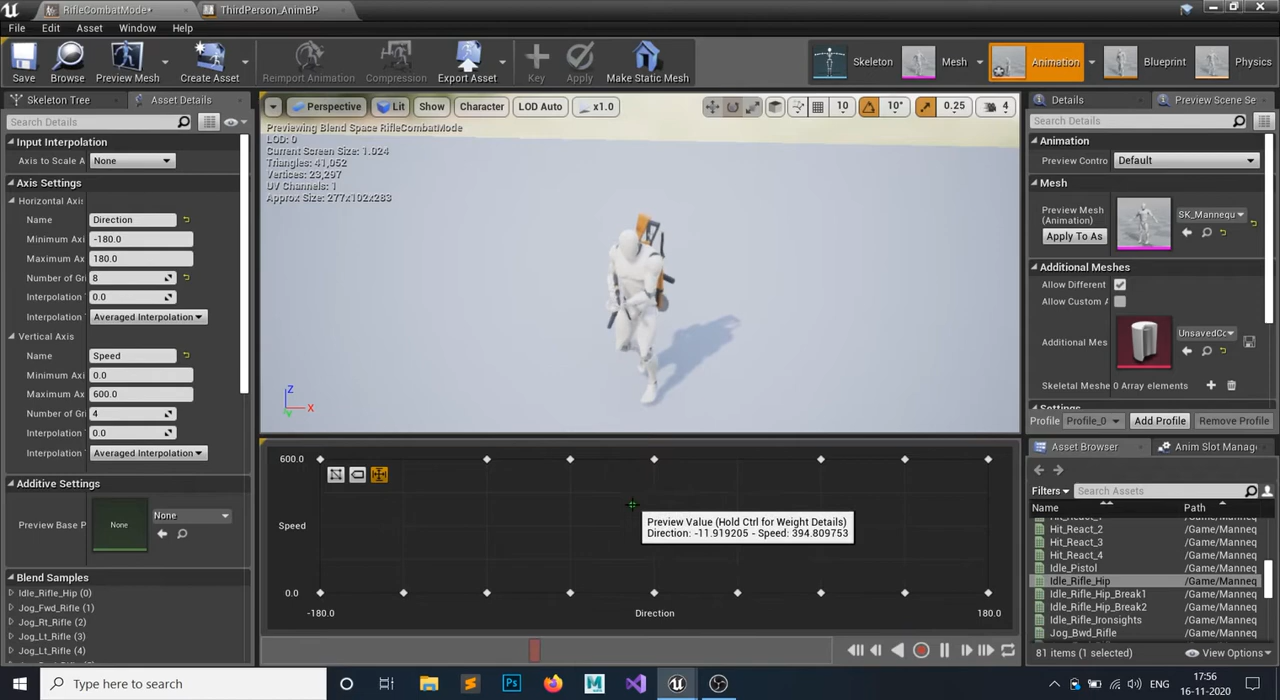 RifleCombatMode*
ThirdPerson_AnimBP
File Edit Asset Window Help
Save Browse Preview Mesh Create Asset Reimport Animation Compression Export Asset Key Apply Make Static Mesh Skeleton Mesh Animation Blueprint Physics
Skeleton Tree Asset Details
Search Details
Input Interpolation
Axis to Scale A None
Axis Settings
Horizontal Axis
Name Direction
Minimum Axi -180.0
Maximum Ax 180.0
Number of Gr 8
Interpolation 0.0
Interpolation Averaged Interpolation
Vertical Axis
Name Speed
Minimum Axi 0.0
Maximum Ax 600.0
Number of Gr 4
Interpolation 0.0
Interpolation Averaged Interpolation
Additive Settings
Preview Base P None None
Blend Samples
Idle_Rifle_Hip (0)
Jog_Fwd_Rifle (1)
Jog_Rt_Rifle (2)
Jog_Lt_Rifle (3)
Jog_Lt_Rifle (4)
Perspective Lit Show Character LOD Auto x1.0 10 10° 0.25 4
Previewing Blend Space RifleCombatMode
LOD: 0
Current Screen Size: 1.024
Triangles: 41,052
Vertices: 23,297
UV Channels: 1
Approx Size: 277x102x283
Z
X
600.0
Speed
Preview Value (Hold Ctrl for Weight Details)
Direction: -11.919205 - Speed: 394.809753
0.0
-180.0 Direction 180.0
Details Preview Scene Se
Search Details
Animation
Preview Contro Default
Mesh
Preview Mesh
(Animation)
SK_Mannequ
Apply To As
Additional Meshes
Allow Different
Allow Custom A
Additional Mes UnsavedCo
Skeletal Meshe 0 Array elements
Profile Profile_0 Add Profile Remove Profile
Asset Browser Anim Slot Manag
Filters Search Assets
Name Path
Hit_React_2 /Game/Manneq
Hit_React_3 /Game/Manneq
Hit_React_4 /Game/Manneq
Idle_Pistol /Game/Manneq
Idle_Rifle_Hip /Game/Manneq
Idle_Rifle_Hip_Break1 /Game/Manneq
Idle_Rifle_Hip_Break2 /Game/Manneq
Idle_Rifle_Ironsights /Game/Manneq
Jog_Bwd_Rifle /Game/Manneq
81 items (1 selected) View Options
Type here to search
ENG
17:56
16-11-2020